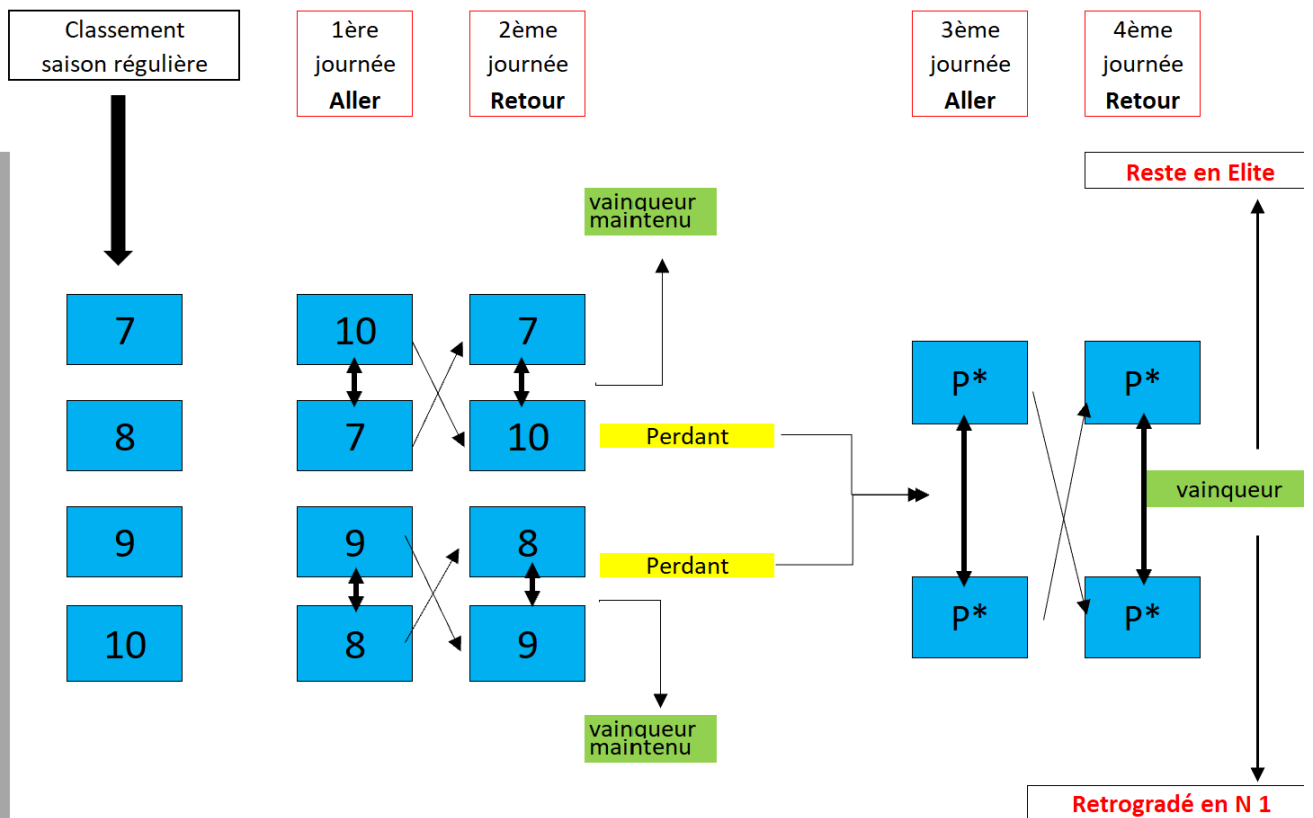 Classement
saison régulière
1ère
journée
Aller
2ème
journée
Retour
3ème
journée
Aller
4ème
journée
Retour
Reste en Elite
vainqueur
maintenu
7
10
7
8
7
10
Perdant
P*
P*
vainqueur
9
9
8
Perdant
10
8
9
P*
P*
vainqueur
maintenu
Retrogradé en N 1